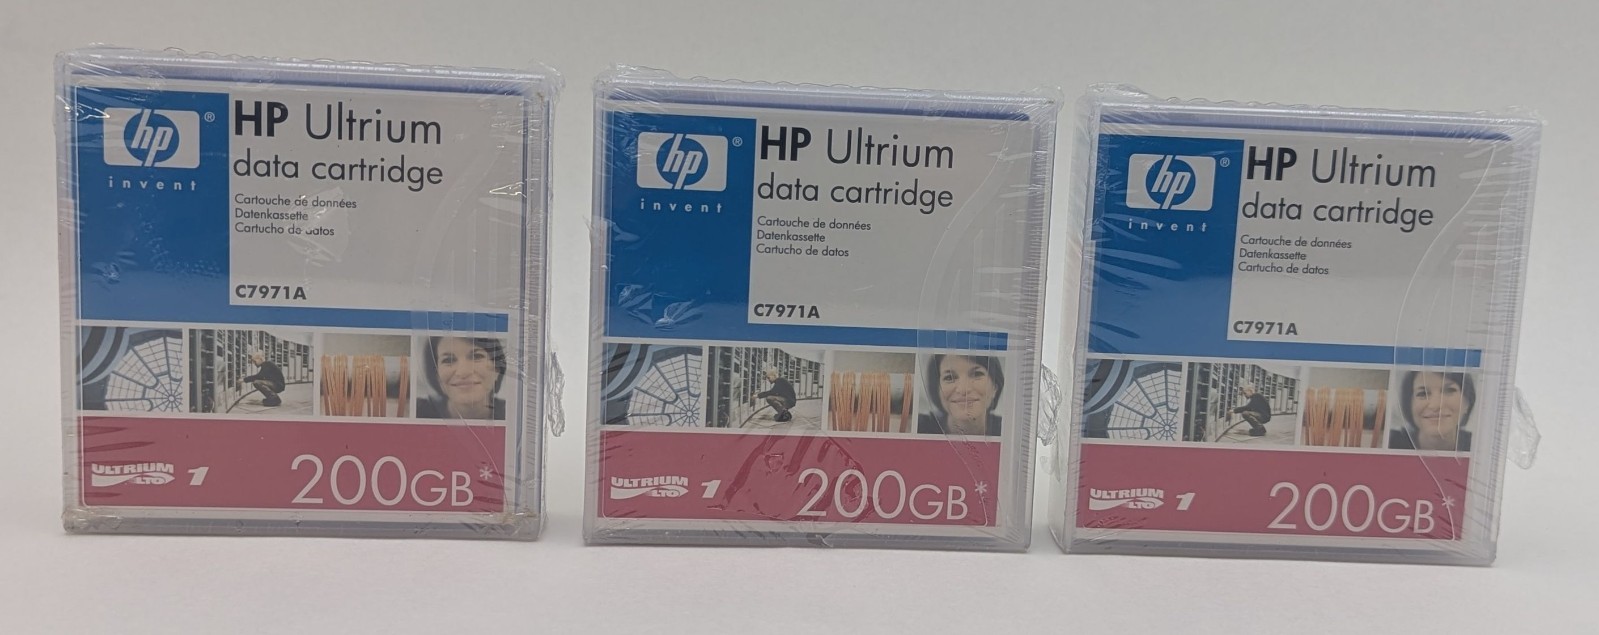 hp®
invent
HP Ultrium
data cartridge
Cartouche de données
Datenkassette
Cartucho de datos
C7971A
ULTRIUM
LTO
1
200GB*
hp®
invent
HP Ultrium
data cartridge
Cartouche de données
Datenkassette
Cartucho de datos
C7971A
ULTRIUM
LTO
1
200GB*
hp®
invent
HP Ultrium
data cartridge
Cartouche de données
Datenkassette
Cartucho de datos
C7971A
ULTRIUM
LTO
1
200GB*